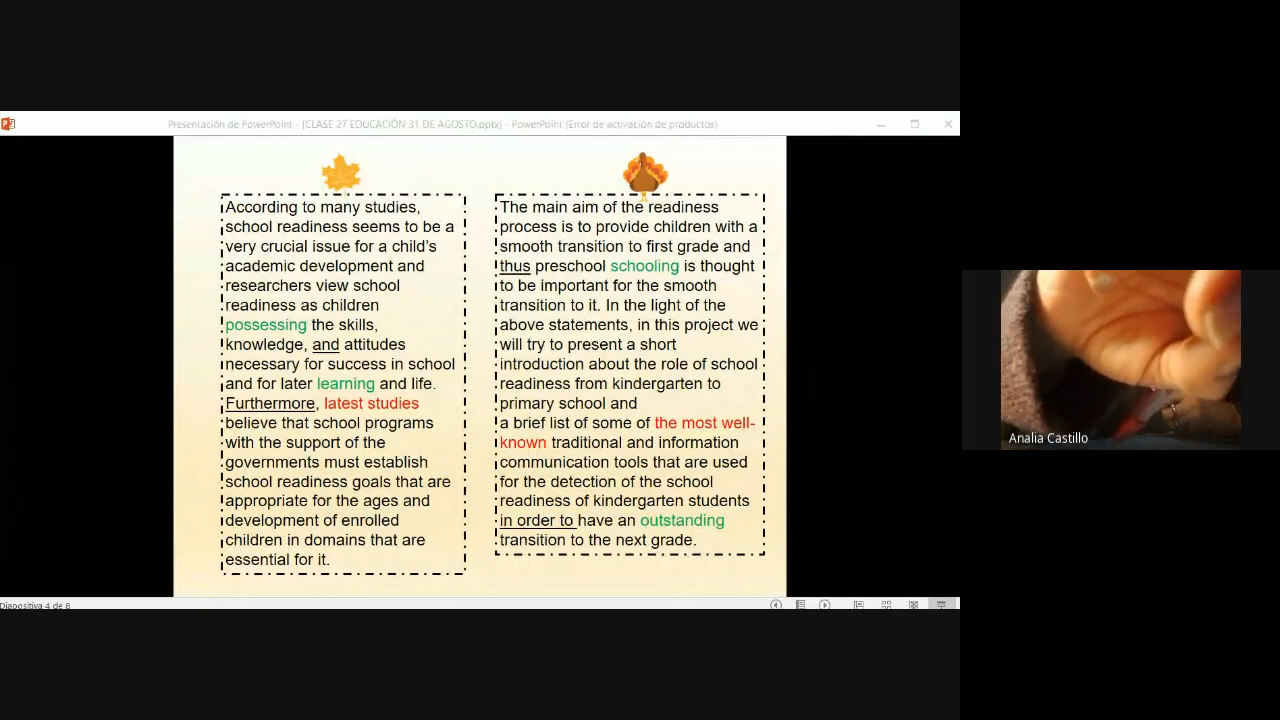 Presentación de PowerPoint - [CLASE 27 EDUCACIÓN 31 DE AGOSTO.pptx] - PowerPoint (Error de activación de productos)
According to many studies,
school readiness seems to be a
very crucial issue for a child's
academic development and
researchers view school
readiness as children
possessing the skills,
knowledge, and attitudes
necessary for success in school
and for later learning and life.
Furthermore, latest studies
believe that school programs
with the support of the
governments must establish
school readiness goals that are
appropriate for the ages and
development of enrolled
children in domains that are
essential for it.
The main aim of the readiness
process is to provide children with a
smooth transition to first grade and
thus preschool schooling is thought
to be important for the smooth
transition to it. In the light of the
above statements, in this project we
will try to present a short
introduction about the role of school
readiness from kindergarten to
primary school and
a brief list of some of the most well-
known traditional and information
communication tools that are used
for the detection of the school
readiness of kindergarten students
in order to have an outstanding
transition to the next grade.
Analia Castillo
Diapositiva 4 de 8